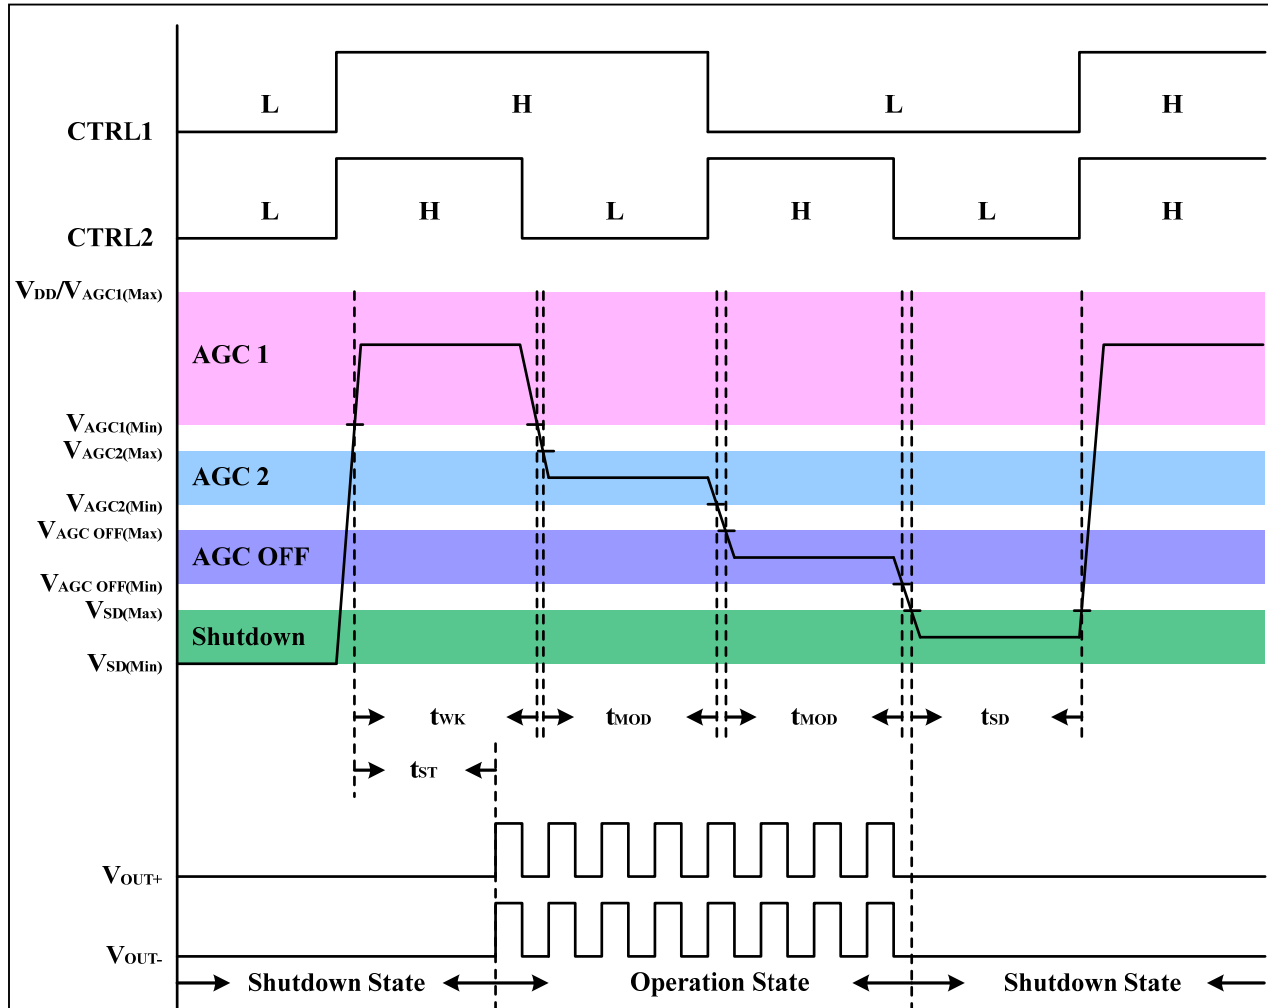 L H L H
CTRL1
L H L H L H
CTRL2
VDD/VAGC1(Max)
AGC 1
VAGC1(Min)
VAGC2(Max)
AGC 2
VAGC2(Min)
VAGC OFF(Max)
AGC OFF
VAGC OFF(Min)
VSD(Max)
Shutdown
VSD(Min)
tWK tMOD tMOD tSD
tST
VOUT+
VOUT-
Shutdown State Operation State Shutdown State